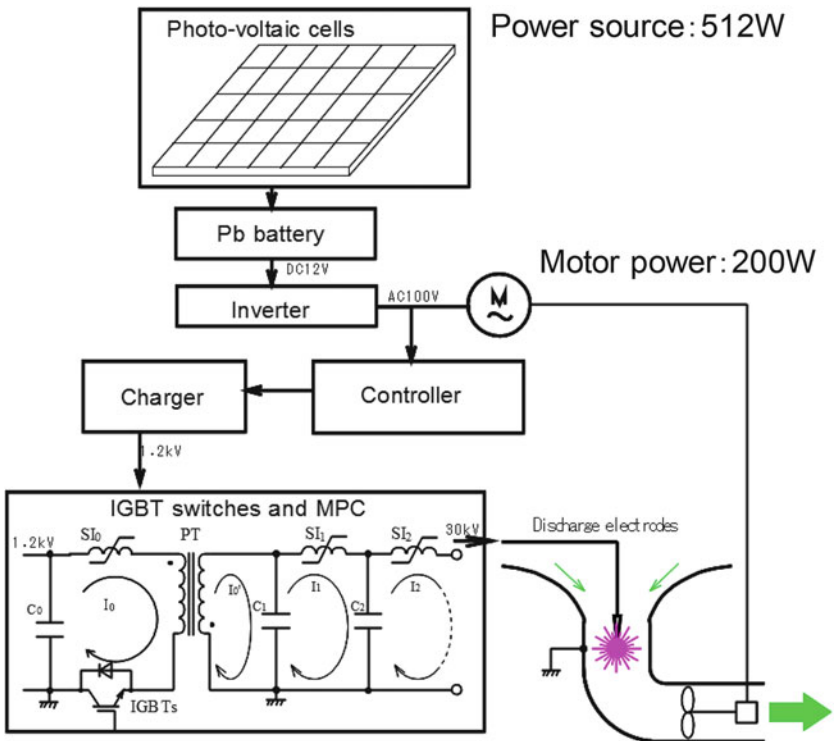 Photo-voltaic cells
Power source:512W
Pb battery
DC12V
Motor power:200W
Inverter
AC100V
M
Charger
Controller
1.2kV
IGBT switches and MPC
30kV
Discharge electrodes
1.2kV
SI0
PT
SI1
SI2
C0
I0
I0'
C1
I1
C2
I2
IGBTs